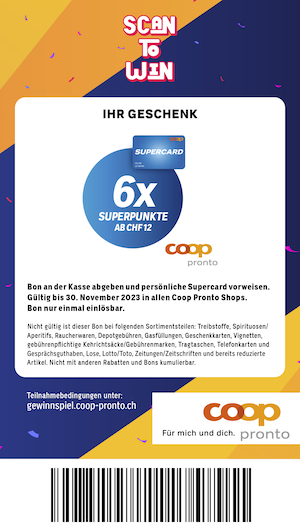 SCAN
To
WIN
IHR GESCHENK
SUPERCARD
6x
SUPERPUNKTE
AB CHF 12
coop
pronto
Bon an der Kasse abgeben und persönliche Supercard vorweisen.
Gültig bis 30. November 2023 in allen Coop Pronto Shops.
Bon nur einmal einlösbar.
Nicht gültig ist dieser Bon bei folgenden Sortimentsteilen: Treibstoffe, Spirituosen/
Aperitifs, Raucherwaren, Depotgebühren, Gasfüllungen, Geschenkkarten, Vignetten,
gebührenpflichtige Kehrichtsäcke/Gebührenmarken, Tragtaschen, Telefonkarten und
Gesprächsguthaben, Lose, Lotto/Toto, Zeitungen/Zeitschriften und bereits reduzierte
Artikel. Nicht mit anderen Rabatten und Bons kumulierbar.
Teilnahmebedingungen unter:
gewinnspiel.coop-pronto.ch
coop
Für mich und dich. pronto